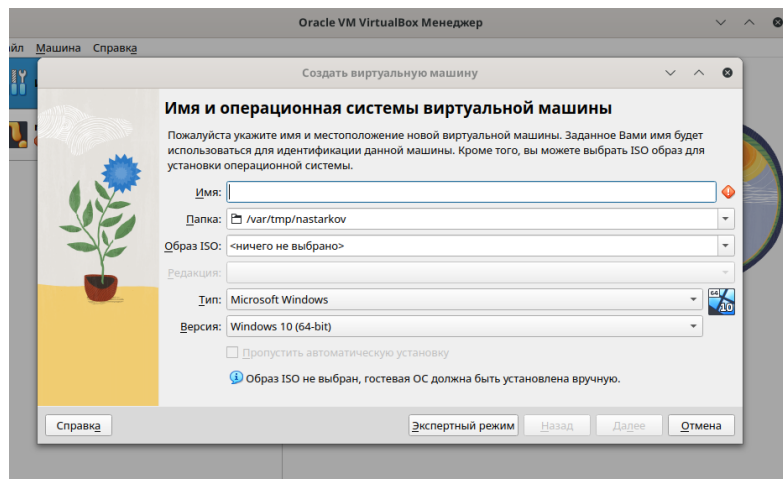 Oracle VM VirtualBox Менеджер
Машина Справка
Создать виртуальную машину
Имя и операционная системы виртуальной машины
Пожалуйста укажите имя и местоположение новой виртуальной машины. Заданное Вами имя будет
использоваться для идентификации данной машины. Кроме того, вы можете выбрать ISO образ для
установки операционной системы.
Имя:
Папка: /var/tmp/nastarkov
Образ ISO: <ничего не выбрано>
Редакция:
Тип: Microsoft Windows
64
10
Версия: Windows 10 (64-bit)
Пропустить автоматическую установку
Образ ISO не выбран, гостевая ОС должна быть установлена вручную.
Справка Экспертный режим Назад Далее Отмена